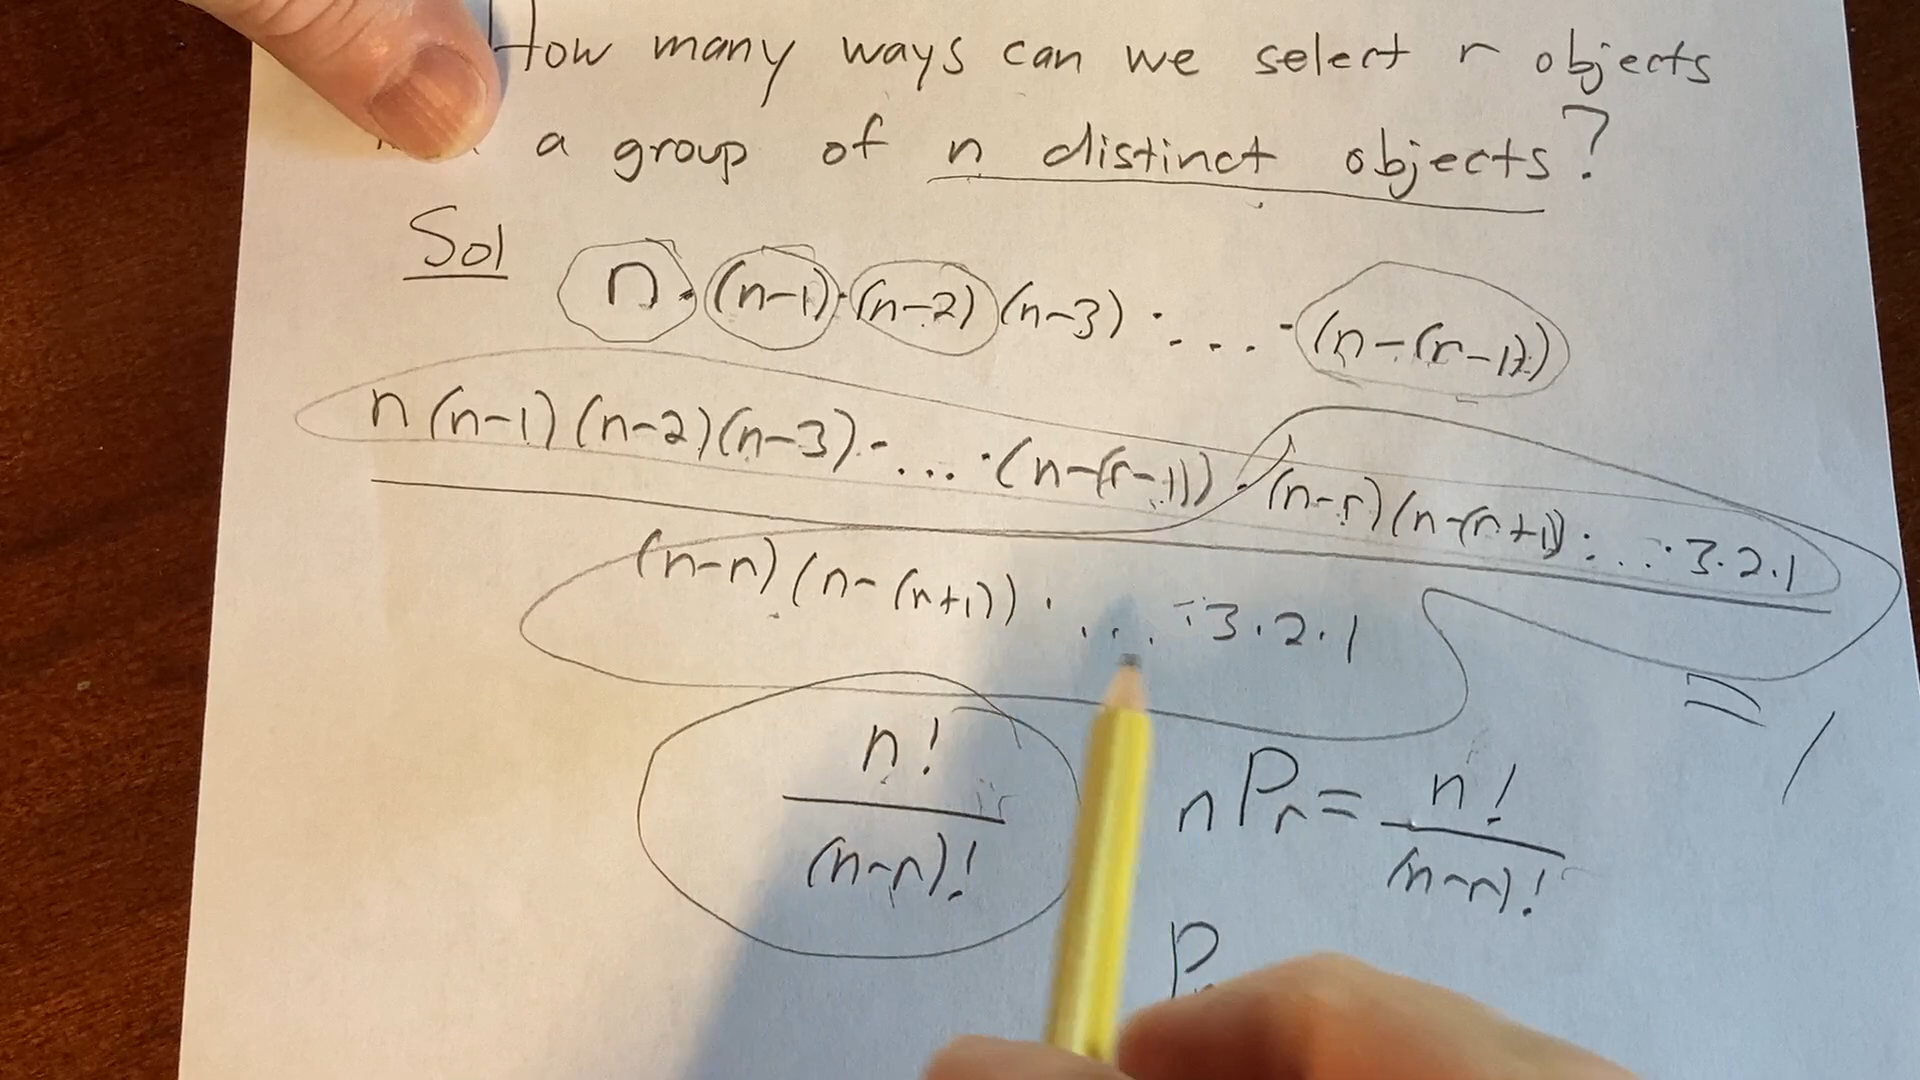 How many ways can we select r objects
a group of n distinct objects?
Sol
n·(n-1)·(n-2)(n-3)·...·(n-(r-1))
n(n-1)(n-2)(n-3)·...·(n-(r-1))·(n-r)(n-(r+1))·...·3·2·1
(n-r)(n-(r+1))·...·3·2·1
=
n!
(n-r)!
nPr = n!
(n-r)!
P